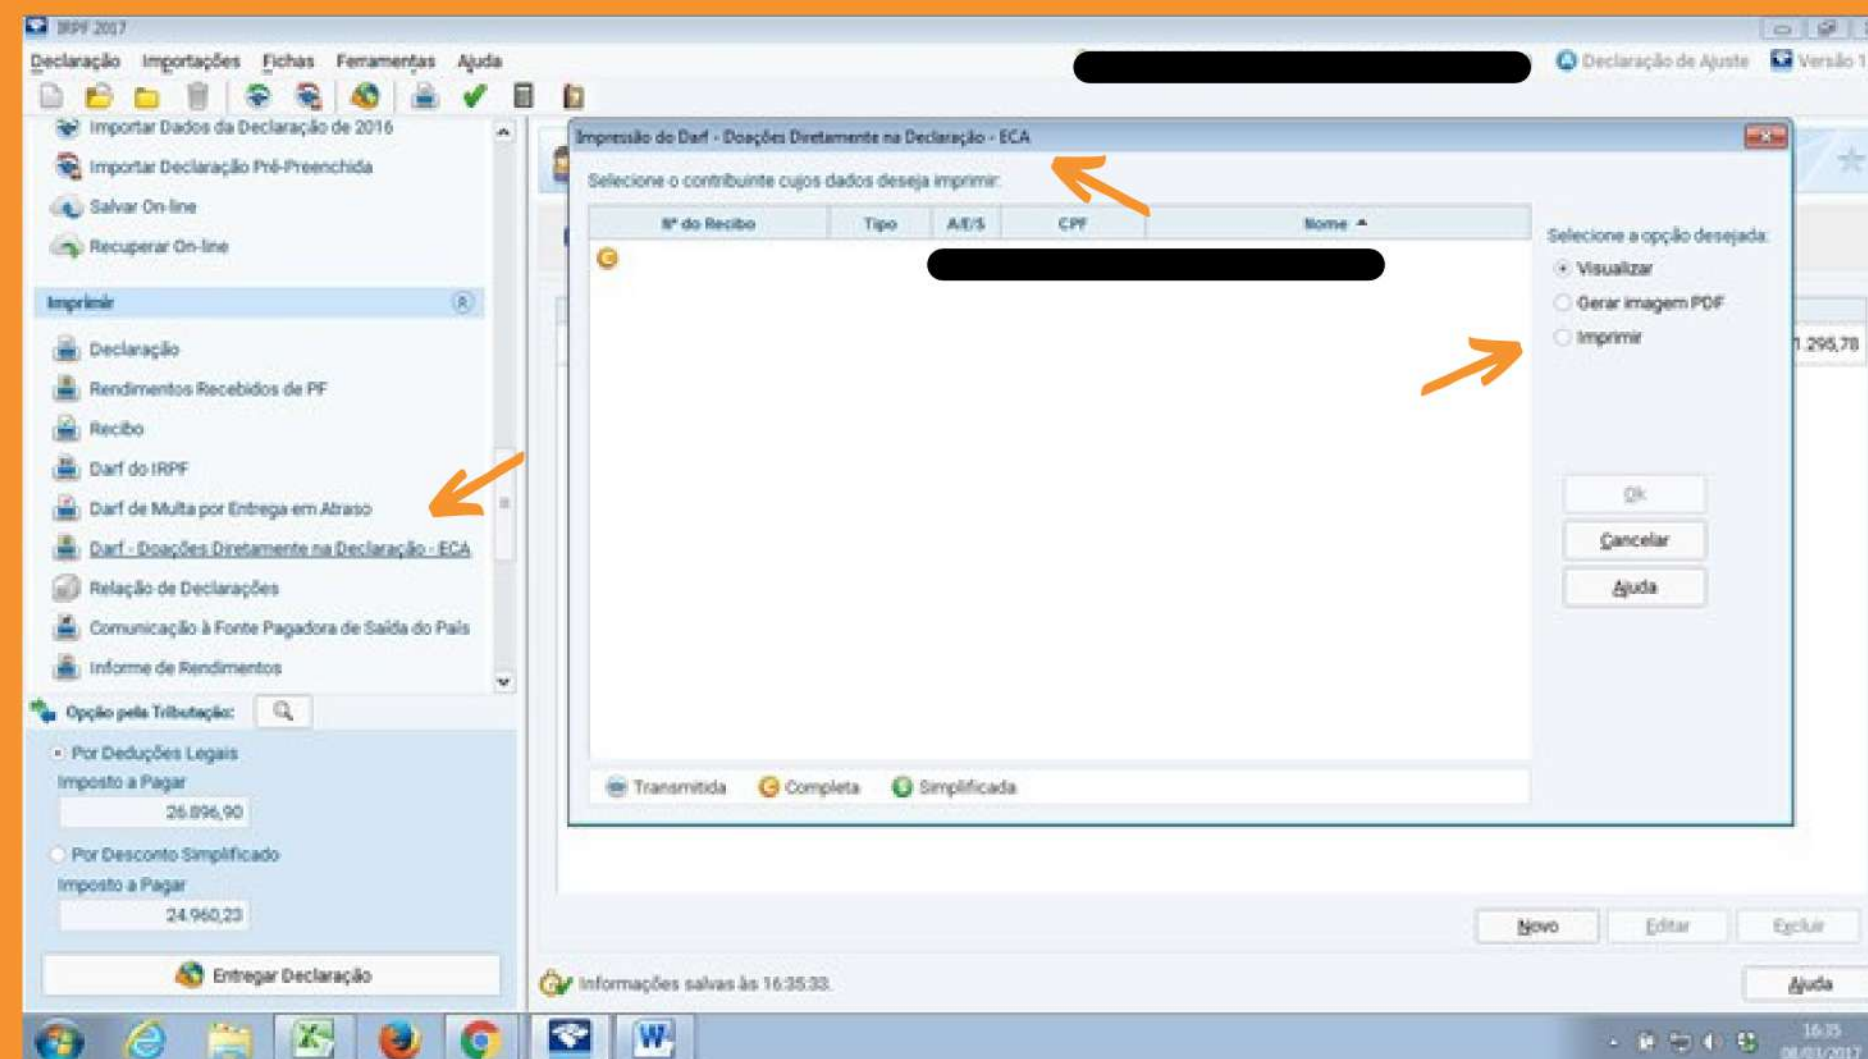 IRPF 2017
Declaração Importações Fichas Ferramentas Ajuda
Declaração de Ajuste Versão 1
Importar Dados da Declaração de 2016
Importar Declaração Pré-Preenchida
Salvar On-line
Recuperar On-line
Imprimir
Declaração
Rendimentos Recebidos de PF
Recibo
Darf do IRPF
Darf de Multa por Entrega em Atraso
Darf - Doações Diretamente na Declaração - ECA
Relação de Declarações
Comunicação à Fonte Pagadora de Saída do País
Informe de Rendimentos
Opção pela Tributação:
Por Deduções Legais
Imposto a Pagar
26.896,90
Por Desconto Simplificado
Imposto a Pagar
24.960,23
Entregar Declaração
Impressão do Darf - Doações Diretamente na Declaração - ECA
Selecione o contribuinte cujos dados deseja imprimir:
Nº do Recibo Tipo A/E/S CPF Nome
Selecione a opção desejada:
Visualizar
Gerar imagem PDF
Imprimir
1.295,78
Ok
Cancelar
Ajuda
Transmitida Completa Simplificada
Novo Editar Excluir
Informações salvas às 16:35:33.
Ajuda
16:35
08/03/2017